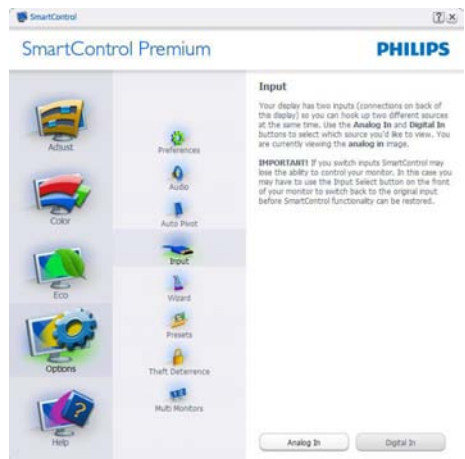 SmartControl
SmartControl Premium
PHILIPS
Adjust
Color
Eco
Options
Help
Preferences
Audio
Auto Pivot
Input
Wizard
Presets
Theft Deterrence
Multi Monitors
Input
Your display has two inputs (connections on back of
this display) so you can hook up two different sources
at the same time. Use the Analog In and Digital In
buttons to select which source you'd like to view. You
are currently viewing the analog in image.
IMPORTANT! If you switch inputs SmartControl may
lose the ability to control your monitor. In this case you
may have to use the Input Select button on the front
of your monitor to switch back to the original input
before SmartControl functionality can be restored.
Analog In
Digital In